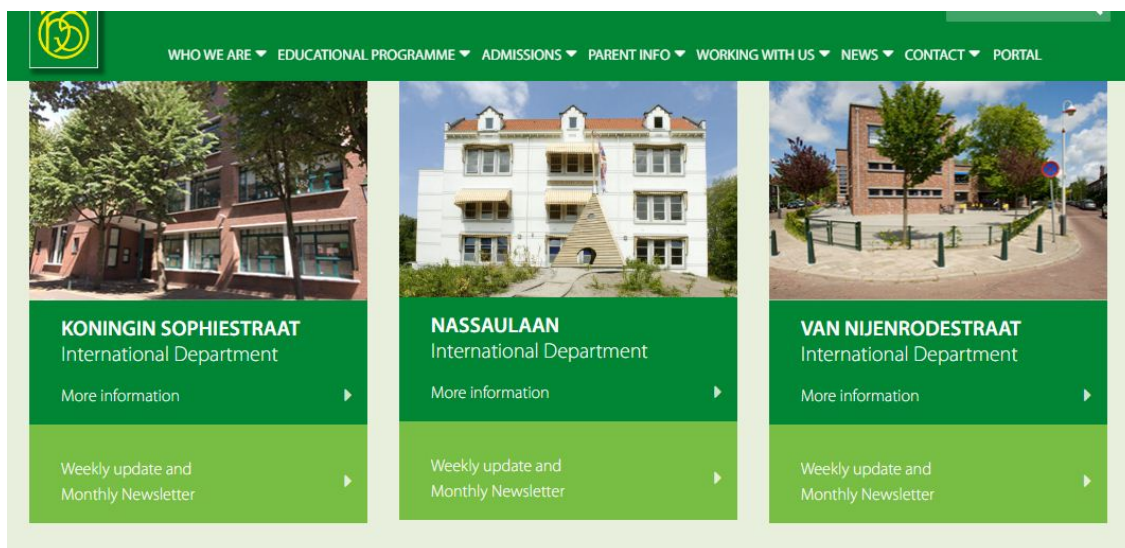 WHO WE ARE EDUCATIONAL PROGRAMME ADMISSIONS PARENT INFO WORKING WITH US NEWS CONTACT PORTAL
KONINGIN SOPHIESTRAAT
International Department
More information
Weekly update and
Monthly Newsletter
NASSAULAAN
International Department
More information
Weekly update and
Monthly Newsletter
VAN NIJENRODESTRAAT
International Department
More information
Weekly update and
Monthly Newsletter